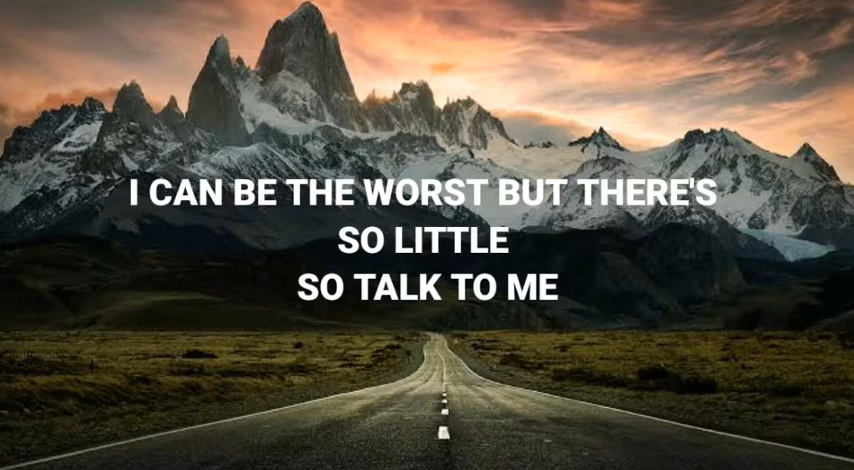 I CAN BE THE WORST BUT THERE'S
SO LITTLE
SO TALK TO ME